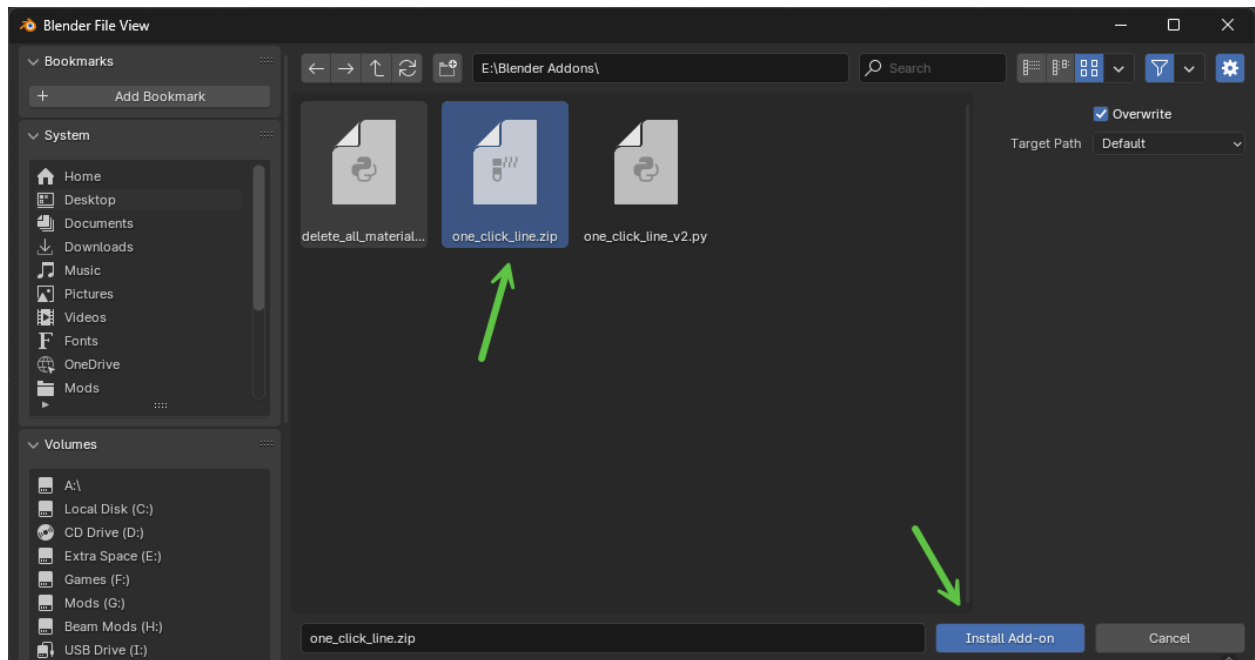 Blender File View
Bookmarks
+ Add Bookmark
System
Home
Desktop
Documents
Downloads
Music
Pictures
Videos
Fonts
OneDrive
Mods
Volumes
A:\
Local Disk (C:)
CD Drive (D:)
Extra Space (E:)
Games (F:)
Mods (G:)
Beam Mods (H:)
USB Drive (I:)
E:\Blender Addons\
Search
delete_all_material...
one_click_line.zip
one_click_line_v2.py
Overwrite
Target Path Default
one_click_line.zip
Install Add-on
Cancel